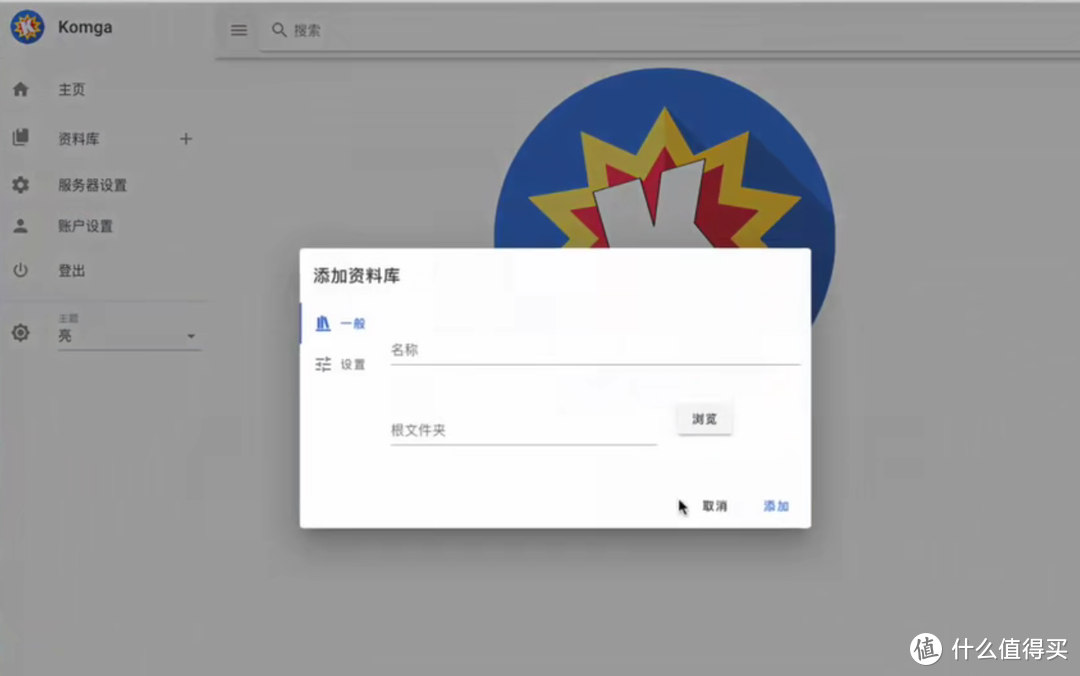 Komga
搜索
主页
资料库
服务器设置
账户设置
登出
主题
亮
添加资料库
一般
设置
名称
浏览
根文件夹
取消
添加
值 什么值得买